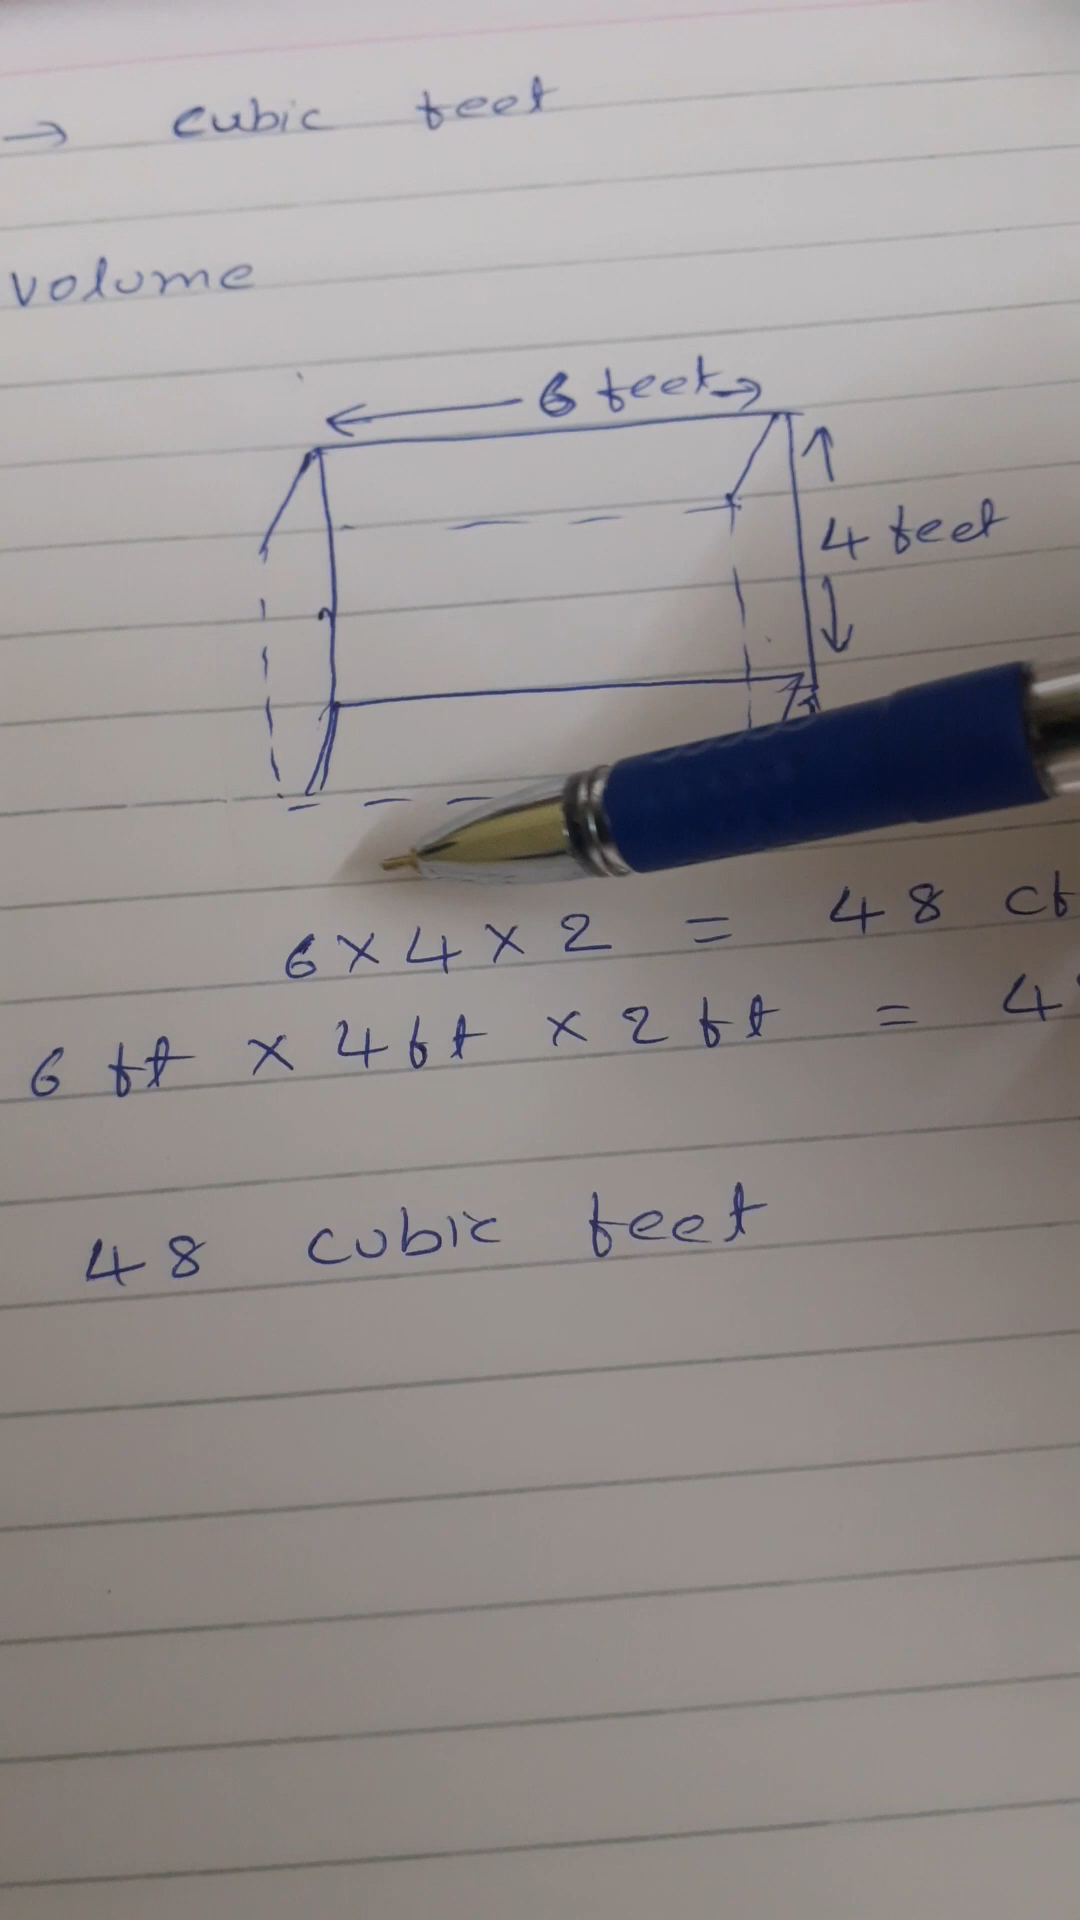 → cubic feet
volume
6 feet
4 feet
6 x 4 x 2 = 48 cf
6 ft x 4 ft x 2 ft = 4
48 cubic feet